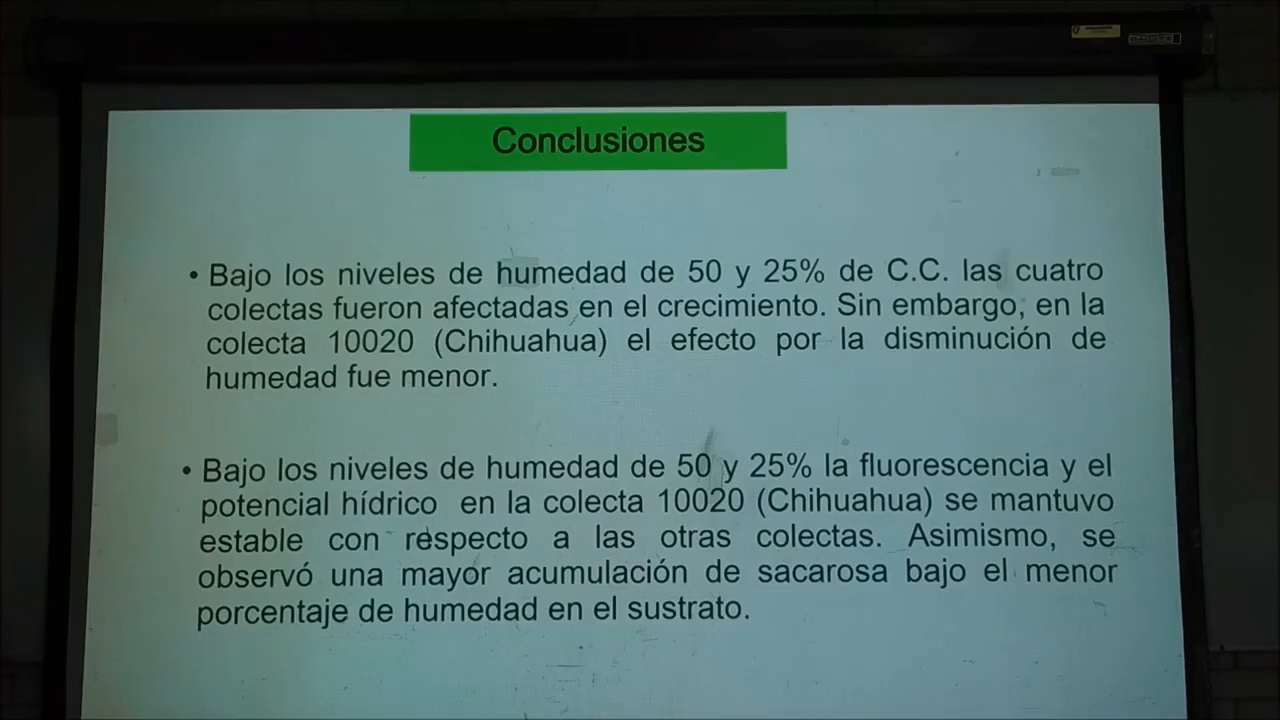 Conclusiones
• Bajo los niveles de humedad de 50 y 25% de C.C. las cuatro
colectas fueron afectadas en el crecimiento. Sin embargo, en la
colecta 10020 (Chihuahua) el efecto por la disminución de
humedad fue menor.
• Bajo los niveles de humedad de 50 y 25% la fluorescencia y el
potencial hídrico en la colecta 10020 (Chihuahua) se mantuvo
estable con respecto a las otras colectas. Asimismo, se
observó una mayor acumulación de sacarosa bajo el menor
porcentaje de humedad en el sustrato.